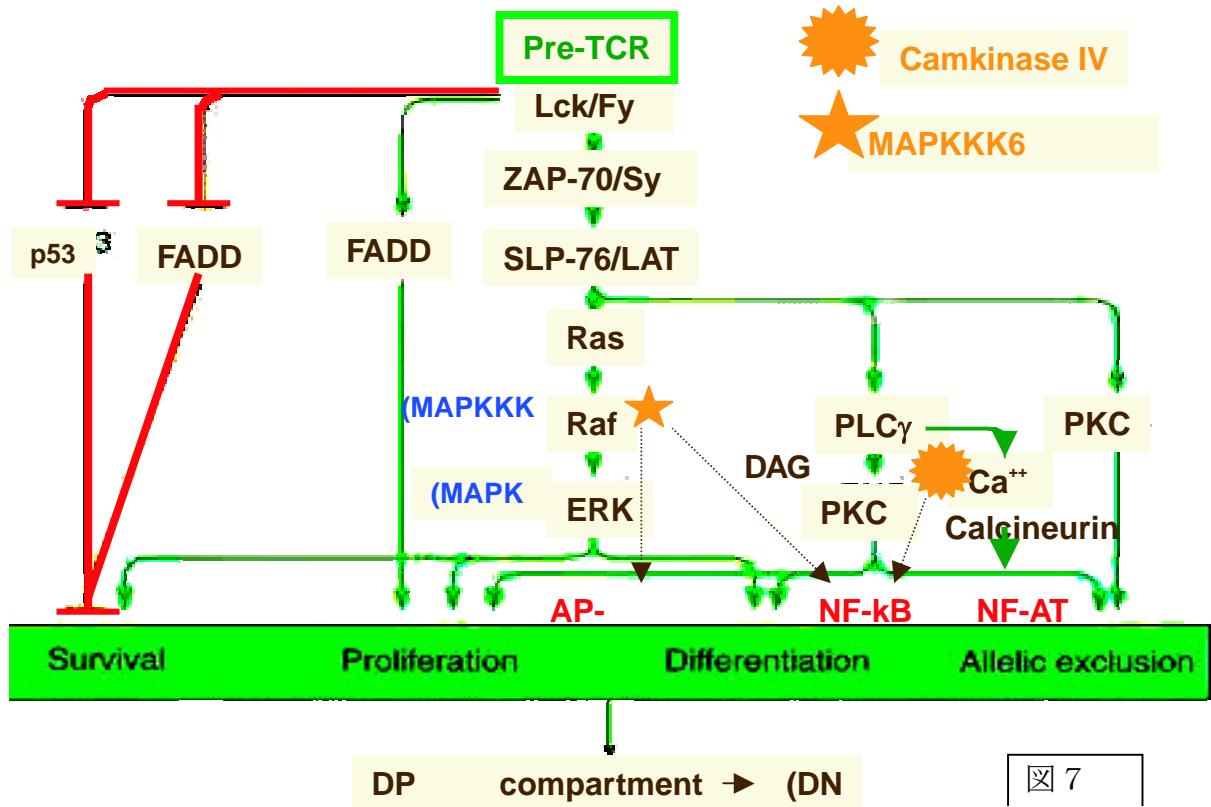 Pre-TCR
Camkinase IV
Lck/Fy
MAPKKK6
ZAP-70/Sy
p53 3
FADD
FADD
SLP-76/LAT
Ras
(MAPKKK
Raf
PLCγ
PKC
DAG
(MAPK
ERK
PKC
Ca++
Calcineurin
AP-
NF-kB
NF-AT
Survival
Proliferation
Differentiation
Allelic exclusion
DP compartment → (DN
図 7